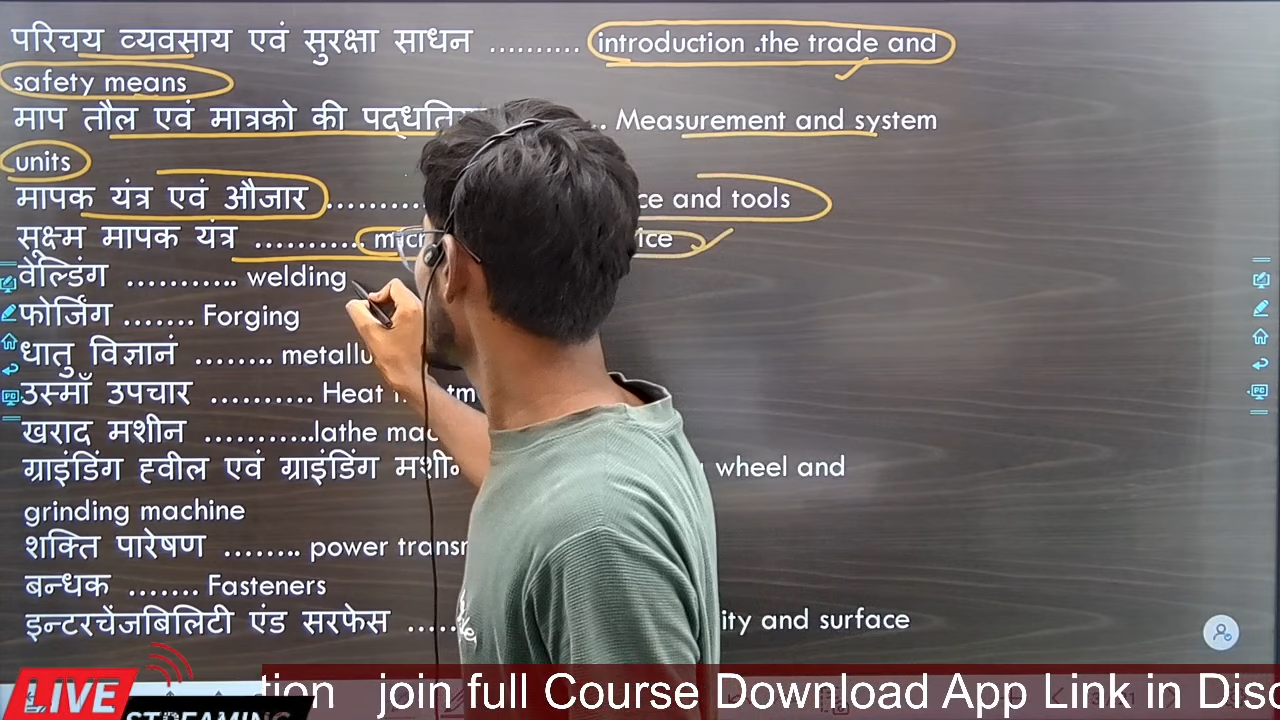 परिचय व्यवसाय एवं सुरक्षा साधन .......... introduction .the trade and
safety means
माप तौल एवं मात्रको की . Measurement and system
units
मापक यंत्र एवं औजार .......... and tools
सूक्ष्म मापक यंत्र ...........
वेल्डिंग ........... welding
फोर्जिंग ....... Forging
धातु विज्ञानं ........
उस्माँ उपचार .......... Heat
खराद मशीन ...........lathe
ग्राइंडिंग ह्वील एवं ग्राइंडिंग wheel and
grinding machine
शक्ति पारेषण ........ power
बन्धक ....... Fasteners
इन्टरचेंजबिलिटी एंड सरफेस ...... and surface
LIVE
STREAMING
join full Course Download App Link in